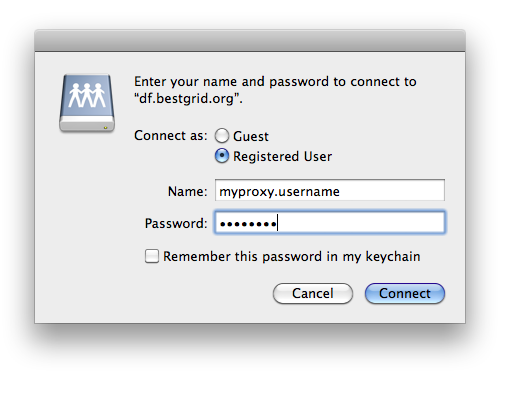 Enter your name and password to connect to
“df.bestgrid.org”.
Connect as: Guest
Registered User
Name: myproxy.username
Password: ••••••••
Remember this password in my keychain
Cancel Connect